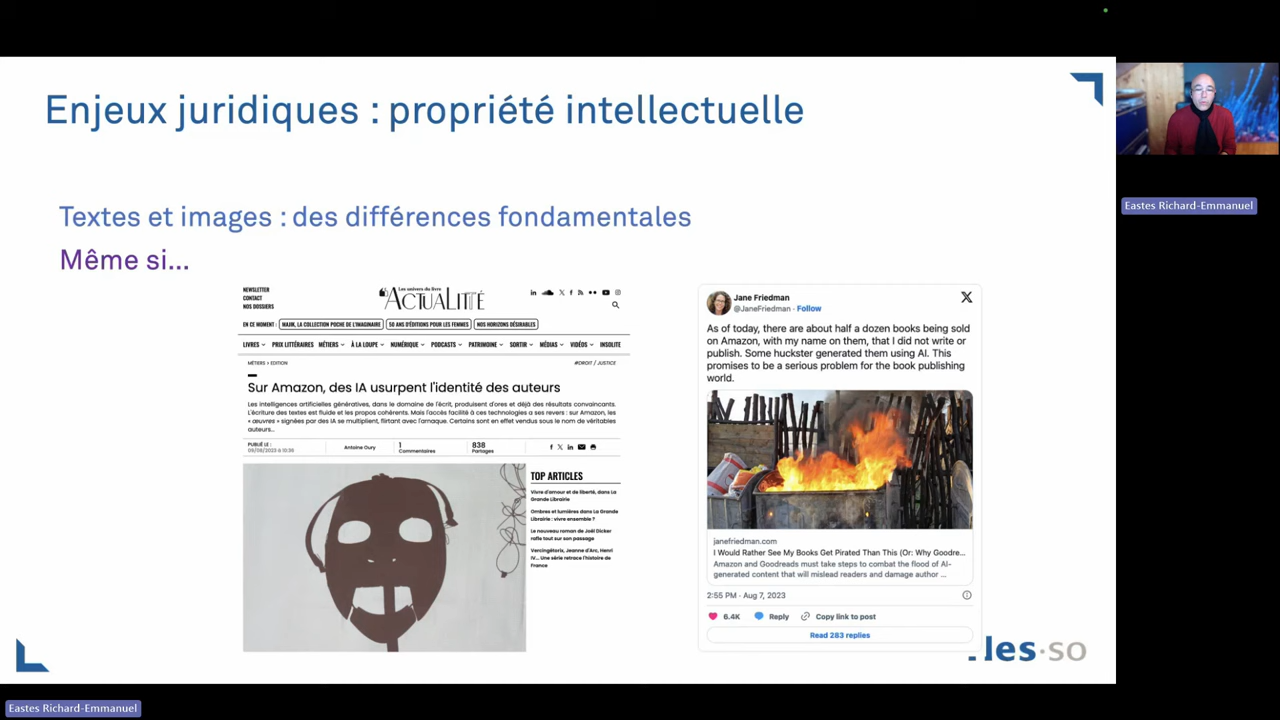 Enjeux juridiques : propriété intellectuelle
Eastes Richard-Emmanuel
Textes et images : des différences fondamentales
Même si...
NEWSLETTER
CONTACT
NOS DOSSIERS
Les univers du livre
ACTUALITTÉ
EN CE MOMENT :
MAJIK, LA COLLECTION POCHE DE L'IMAGINAIRE
50 ANS D'ÉDITIONS POUR LES FEMMES
NOS HORIZONS DÉSIRABLES
LIVRES PRIX LITTÉRAIRES MÉTIERS À LA LOUPE NUMÉRIQUE PODCASTS PATRIMOINE SORTIR MÉDIAS VIDÉOS INSOLITE
MÉTIERS > EDITION
#DROIT / JUSTICE
Sur Amazon, des IA usurpent l'identité des auteurs
Les intelligences artificielles génératives, dans le domaine de l'écrit, produisent d'ores et déjà des résultats convaincants.
L'écriture des textes est fluide et les propos cohérents. Mais l'accès facilité à ces technologies a ses revers : sur Amazon, les
« œuvres » signées par des IA se multiplient, flirtant avec l'arnaque. Certains sont en effet vendus sous le nom de véritables
auteurs...
PUBLIÉ LE :
09/08/2023 à 10:36
Antoine Oury
1
Commentaires
838
Partages
TOP ARTICLES
Vivre d'amour et de liberté, dans La
Grande Librairie
Ombres et lumières dans La Grande
Librairie : vivre ensemble ?
Le nouveau roman de Joël Dicker
rafle tout sur son passage
Vercingétorix, Jeanne d'Arc, Henri
IV... Une série retrace l'histoire de
France
Jane Friedman
@JaneFriedman · Follow
As of today, there are about half a dozen books being sold
on Amazon, with my name on them, that I did not write or
publish. Some huckster generated them using AI. This
promises to be a serious problem for the book publishing
world.
janefriedman.com
I Would Rather See My Books Get Pirated Than This (Or: Why Goodre...
Amazon and Goodreads must take steps to combat the flood of AI-
generated content that will mislead readers and damage author ...
2:55 PM · Aug 7, 2023
6.4K Reply Copy link to post
Read 283 replies
Hes·so
Eastes Richard-Emmanuel